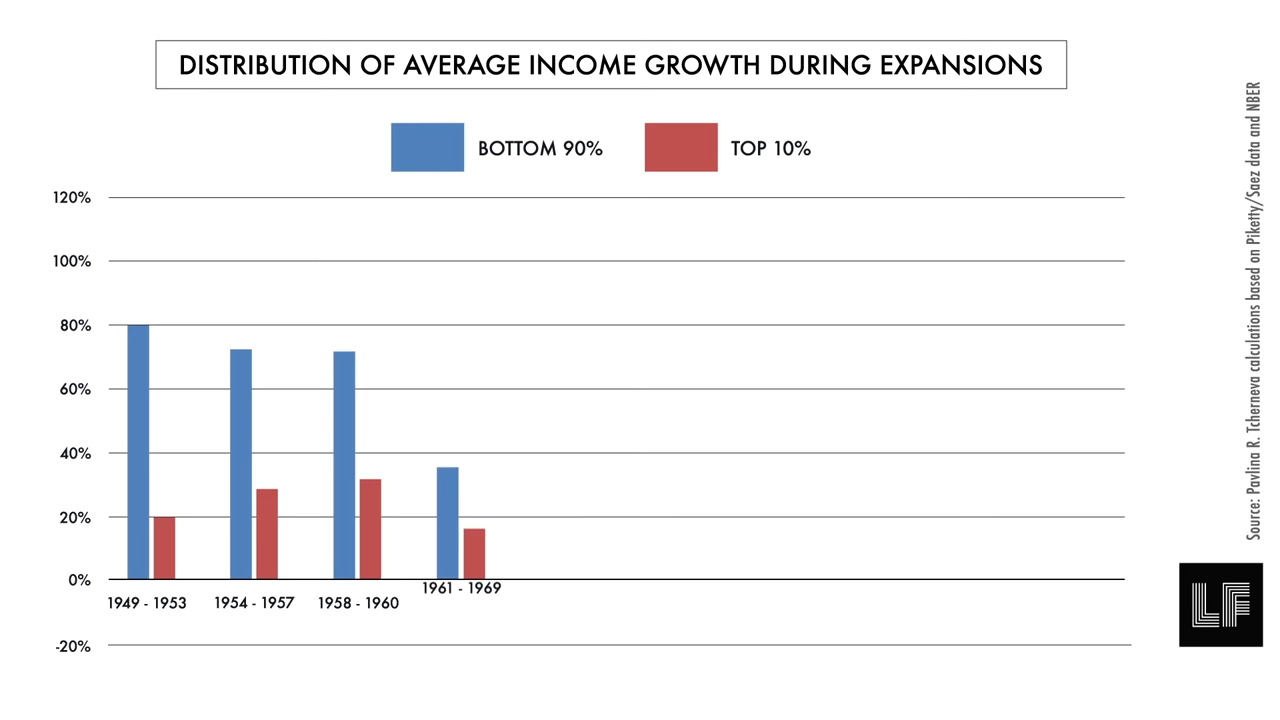 DISTRIBUTION OF AVERAGE INCOME GROWTH DURING EXPANSIONS
BOTTOM 90%
TOP 10%
120%
100%
80%
60%
40%
20%
0%
-20%
1949 - 1953
1954 - 1957
1958 - 1960
1961 - 1969
Source: Pavlina R. Tcherneva calculations based on Piketty/Saez data and NBER
LF